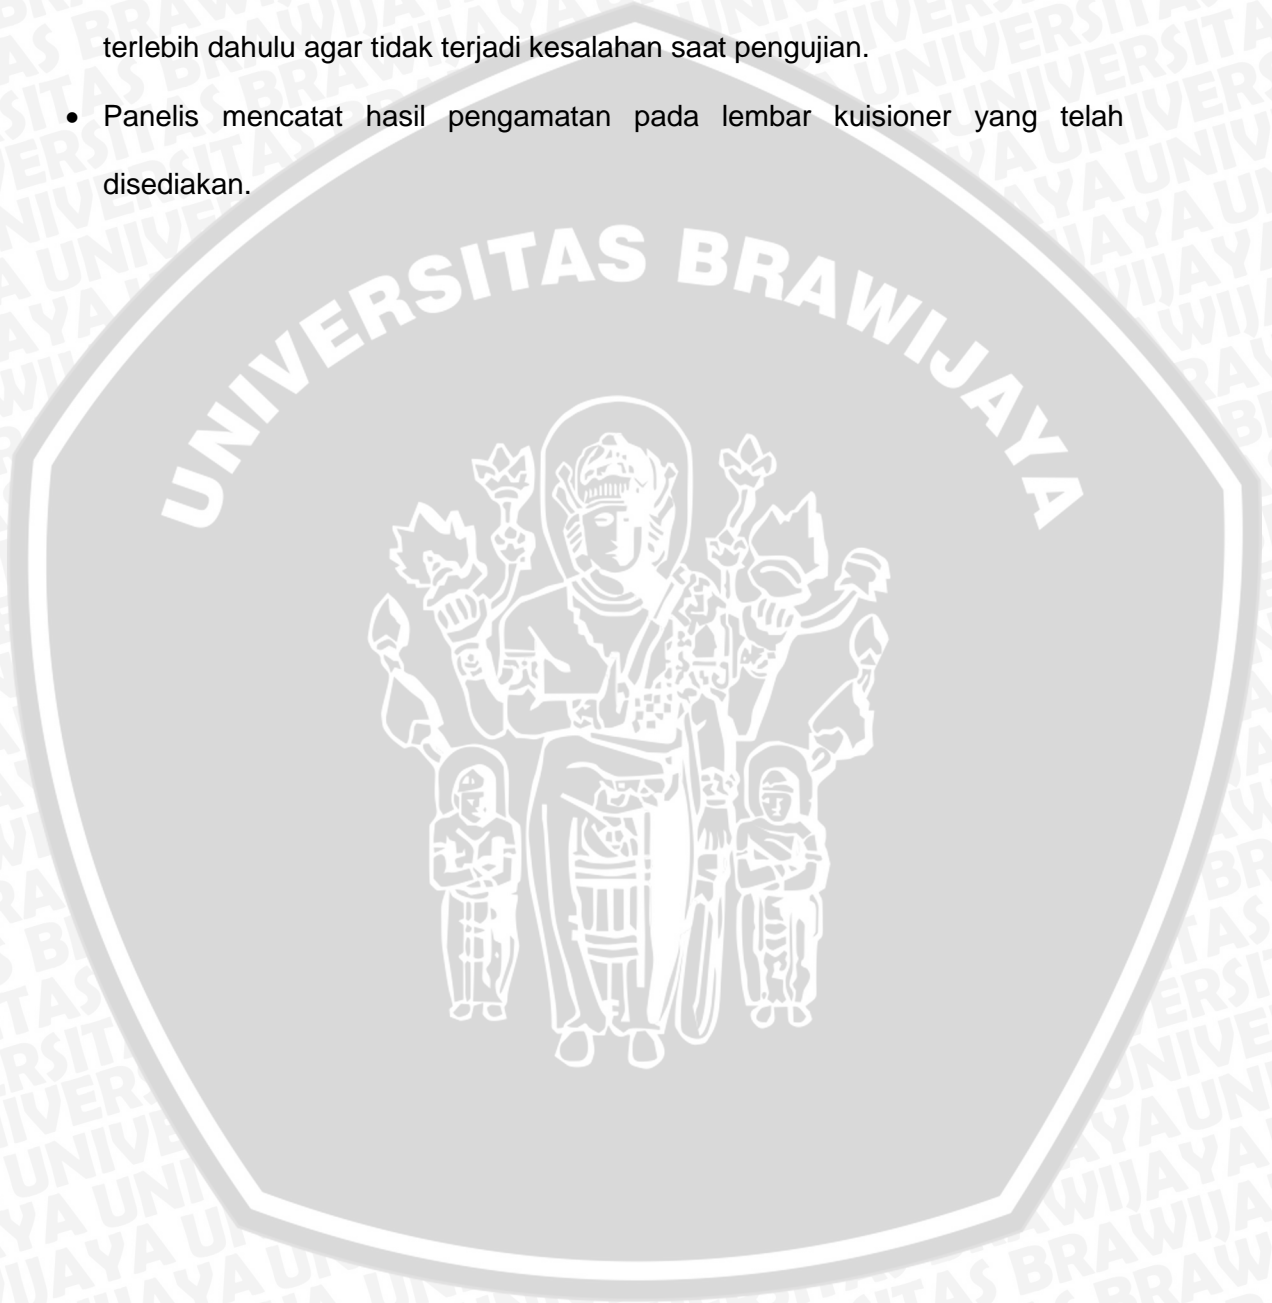 terlebih dahulu agar tidak terjadi kesalahan saat pengujian.
• Panelis mencatat hasil pengamatan pada lembar kuisioner yang telah
disediakan.
UNIVERSITAS BRAWIJAYA